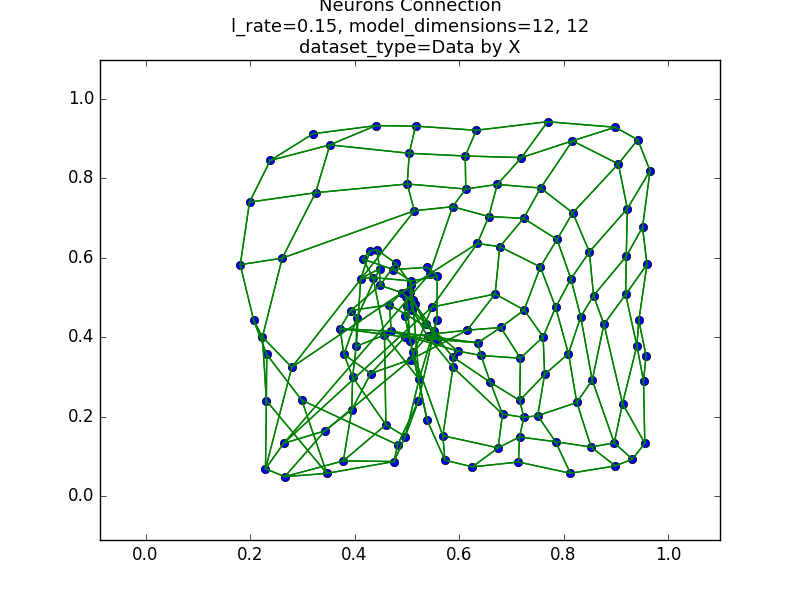 Neurons Connection
l_rate=0.15, model_dimensions=12, 12
dataset_type=Data by X
1.0
0.8
0.6
0.4
0.2
0.0
0.0 0.2 0.4 0.6 0.8 1.0